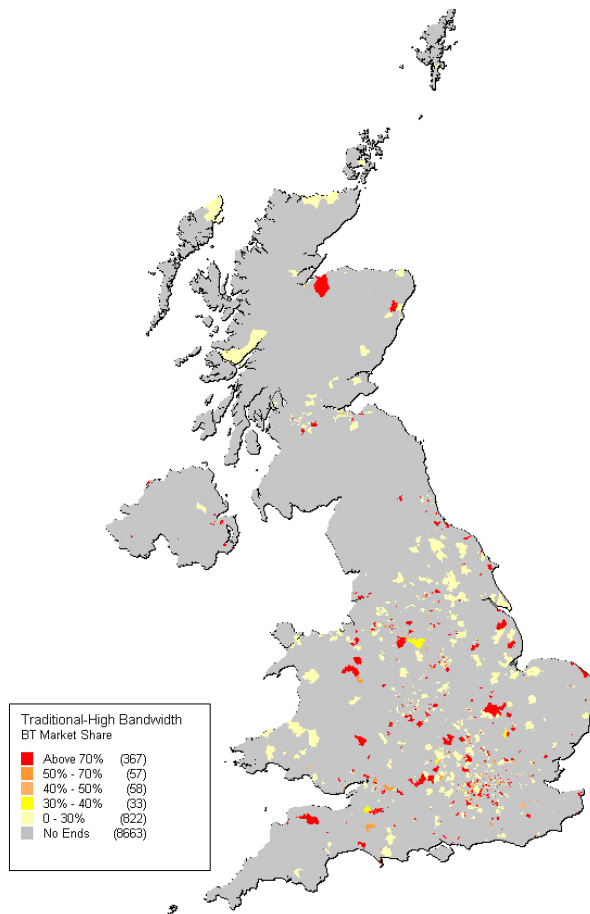 Traditional-High Bandwidth
BT Market Share
Above 70% (367)
50% - 70% (57)
40% - 50% (58)
30% - 40% (33)
0 - 30% (822)
No Ends (8663)